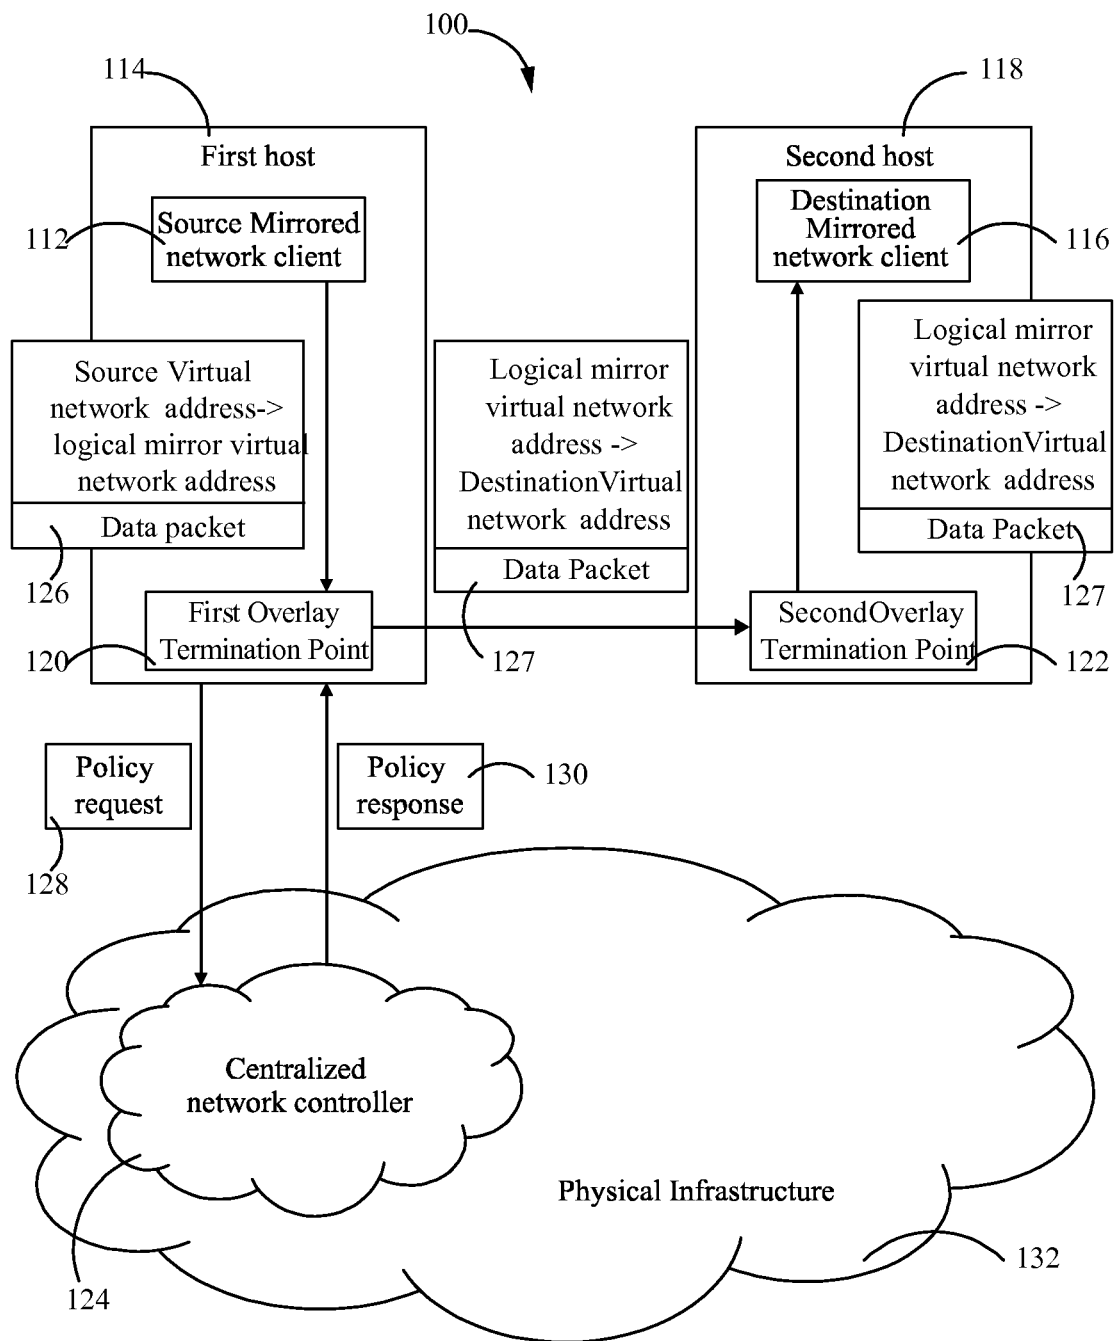 100
114
118
First host
Second host
112
Source Mirrored
network client
Destination
Mirrored
network client
116
Source Virtual
network address->
logical mirror virtual
network address
Data packet
126
Logical mirror
virtual network
address ->
DestinationVirtual
network address
Data Packet
127
Logical mirror
virtual network
address ->
DestinationVirtual
network address
Data Packet
127
120
First Overlay
Termination Point
SecondOverlay
Termination Point
122
Policy
request
128
Policy
response
130
Centralized
network controller
124
Physical Infrastructure
132